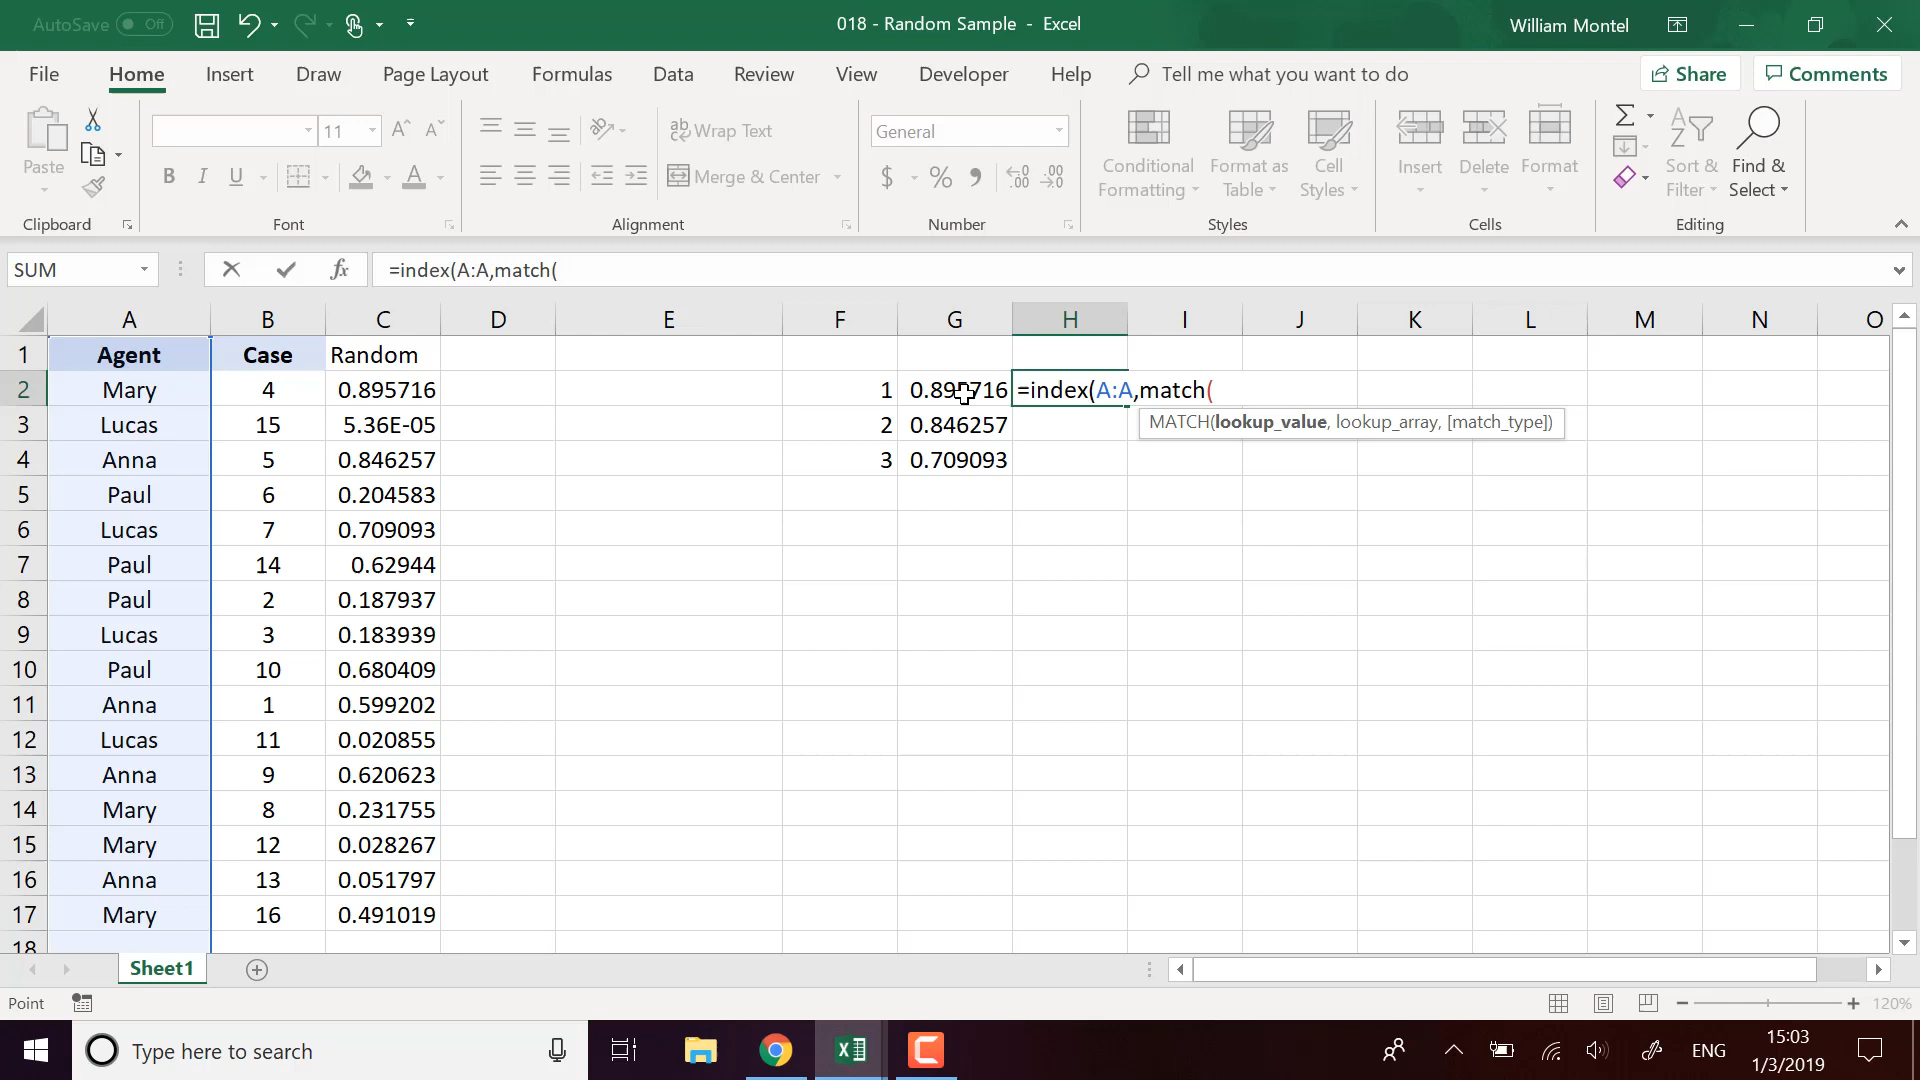 AutoSave Off
018 - Random Sample - Excel
William Montel
File Home Insert Draw Page Layout Formulas Data Review View Developer Help Tell me what you want to do Share Comments
Paste
11
ab Wrap Text
General
Conditional Formatting
Format as Table
Cell Styles
Insert Delete Format
Sort & Filter
Find & Select
B I U A
Merge & Center
$ % 9 .00
Clipboard Font Alignment Number Styles Cells Editing
SUM fx =index(A:A,match(
A B C D E F G H I J K L M N O
1 Agent Case Random
2 Mary 4 0.895716 1 0.895716 =index(A:A,match(
MATCH(lookup_value, lookup_array, [match_type])
3 Lucas 15 5.36E-05 2 0.846257
4 Anna 5 0.846257 3 0.709093
5 Paul 6 0.204583
6 Lucas 7 0.709093
7 Paul 14 0.62944
8 Paul 2 0.187937
9 Lucas 3 0.183939
10 Paul 10 0.680409
11 Anna 1 0.599202
12 Lucas 11 0.020855
13 Anna 9 0.620623
14 Mary 8 0.231755
15 Mary 12 0.028267
16 Anna 13 0.051797
17 Mary 16 0.491019
18
Sheet1
Point
120%
Type here to search
ENG
15:03
1/3/2019